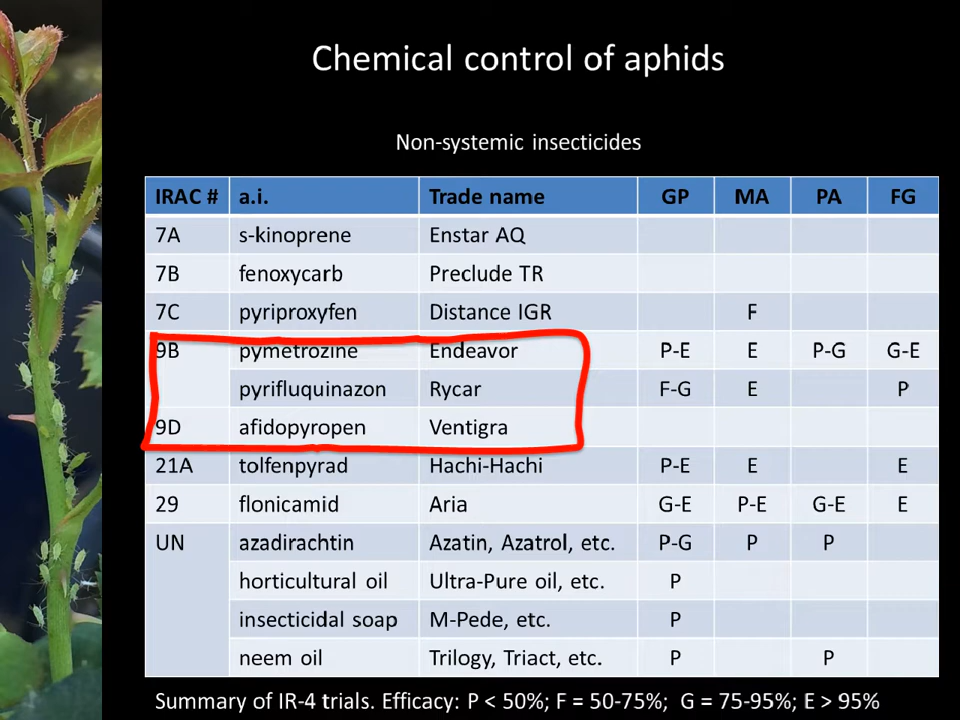 Chemical control of aphids
Non-systemic insecticides
IRAC # a.i. Trade name GP MA PA FG
7A s-kinoprene Enstar AQ
7B fenoxycarb Preclude TR
7C pyriproxyfen Distance IGR F
9B pymetrozine Endeavor P-E E P-G G-E
pyrifluquinazon Rycar F-G E P
9D afidopyropen Ventigra
21A tolfenpyrad Hachi-Hachi P-E E E
29 flonicamid Aria G-E P-E G-E E
UN azadirachtin Azatin, Azatrol, etc. P-G P P
horticultural oil Ultra-Pure oil, etc. P
insecticidal soap M-Pede, etc. P
neem oil Trilogy, Triact, etc. P P
Summary of IR-4 trials. Efficacy: P < 50%; F = 50-75%; G = 75-95%; E > 95%